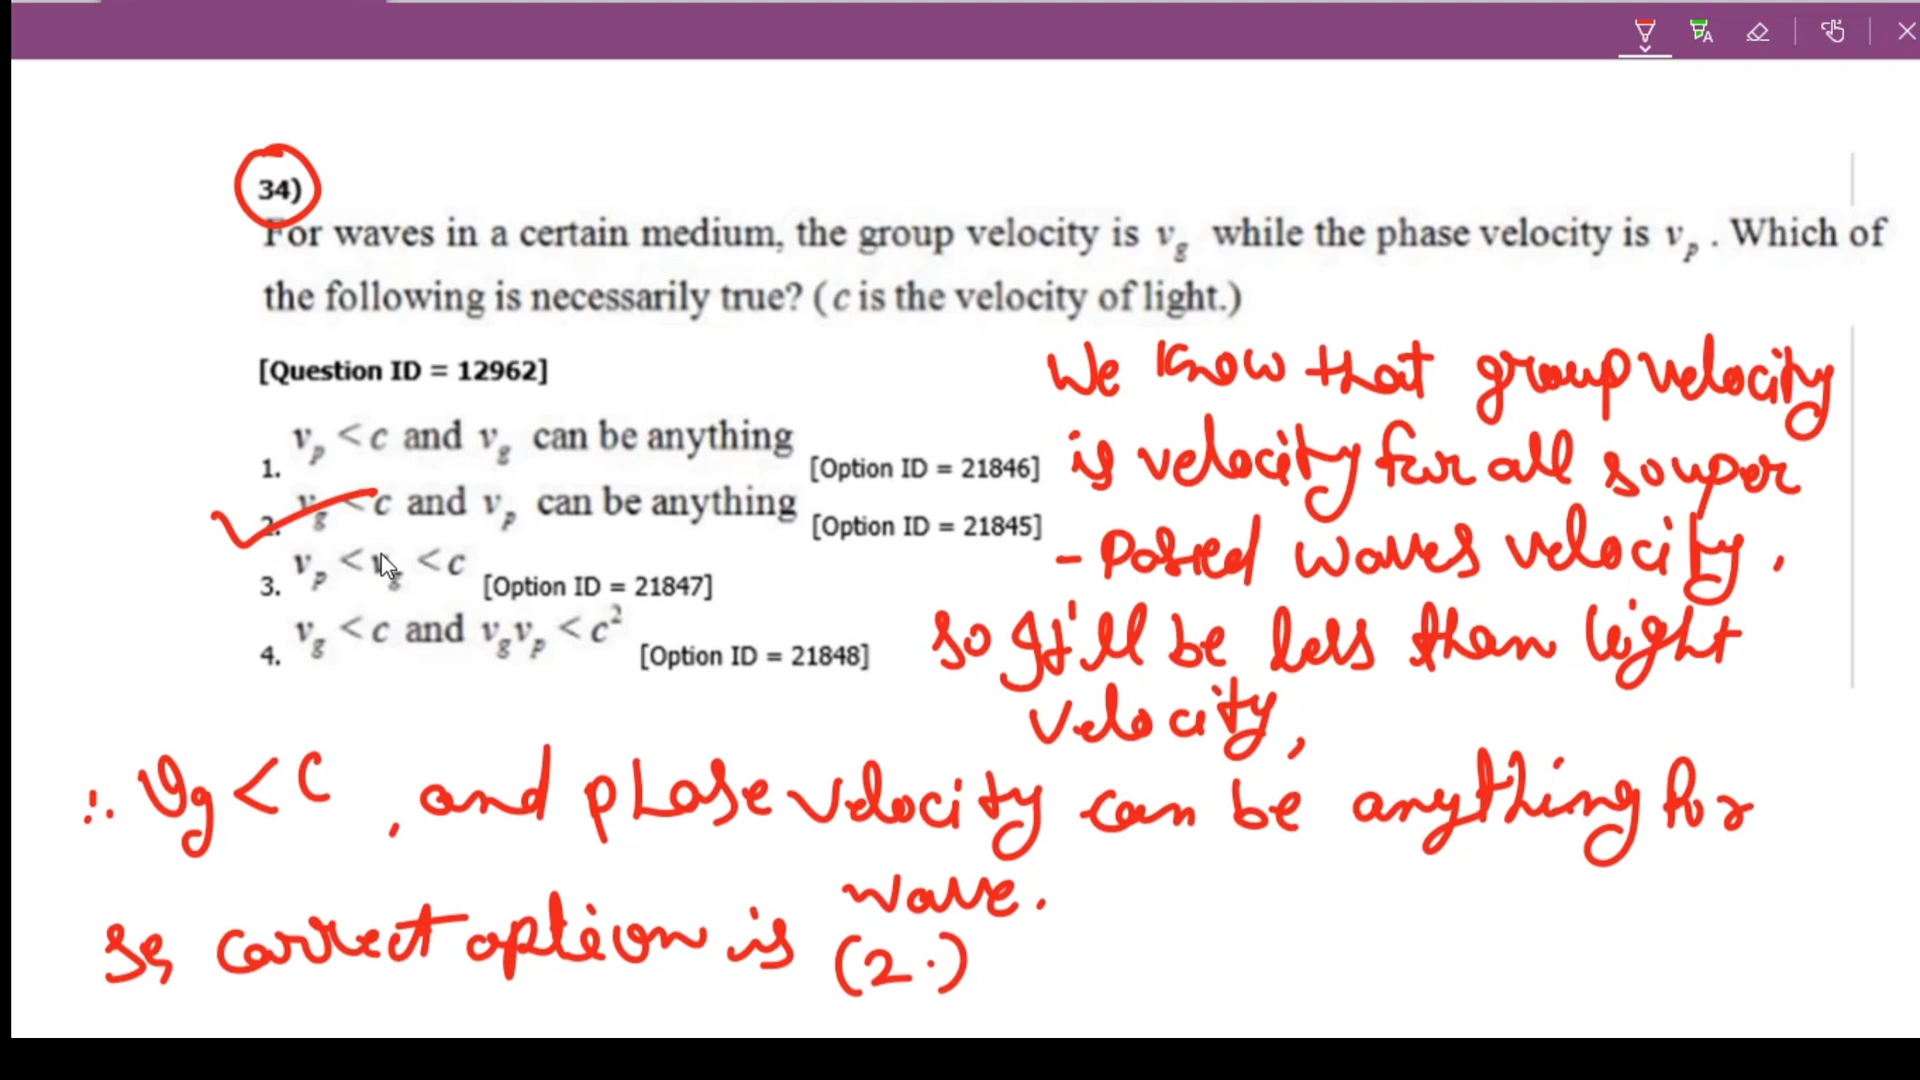 34)
For waves in a certain medium, the group velocity is v_g while the phase velocity is v_p . Which of
the following is necessarily true? ( c is the velocity of light.)
[Question ID = 12962]
1. v_p < c and v_g can be anything [Option ID = 21846]
2. v_g < c and v_p can be anything [Option ID = 21845]
3. v_p < v_g < c [Option ID = 21847]
4. v_g < c and v_g v_p < c² [Option ID = 21848]
We know that group velocity
is velocity for all souper
- Posied waves velocity.
so It'll be less than light
velocity,
∴ Vg < C , and phase velocity can be anything for
wave.
So correct option is (2.)